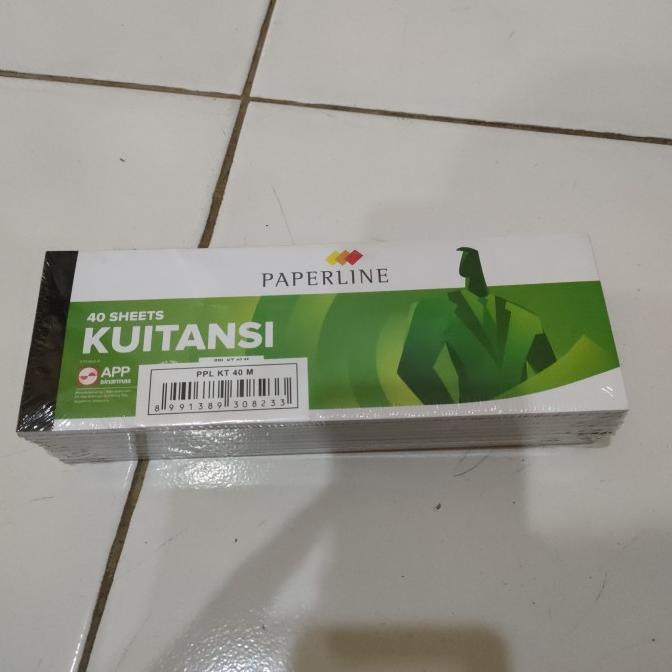 PAPERLINE
40 SHEETS
KUITANSI
APP
sinarmas
PPL KT 40 M
8 991389 308233